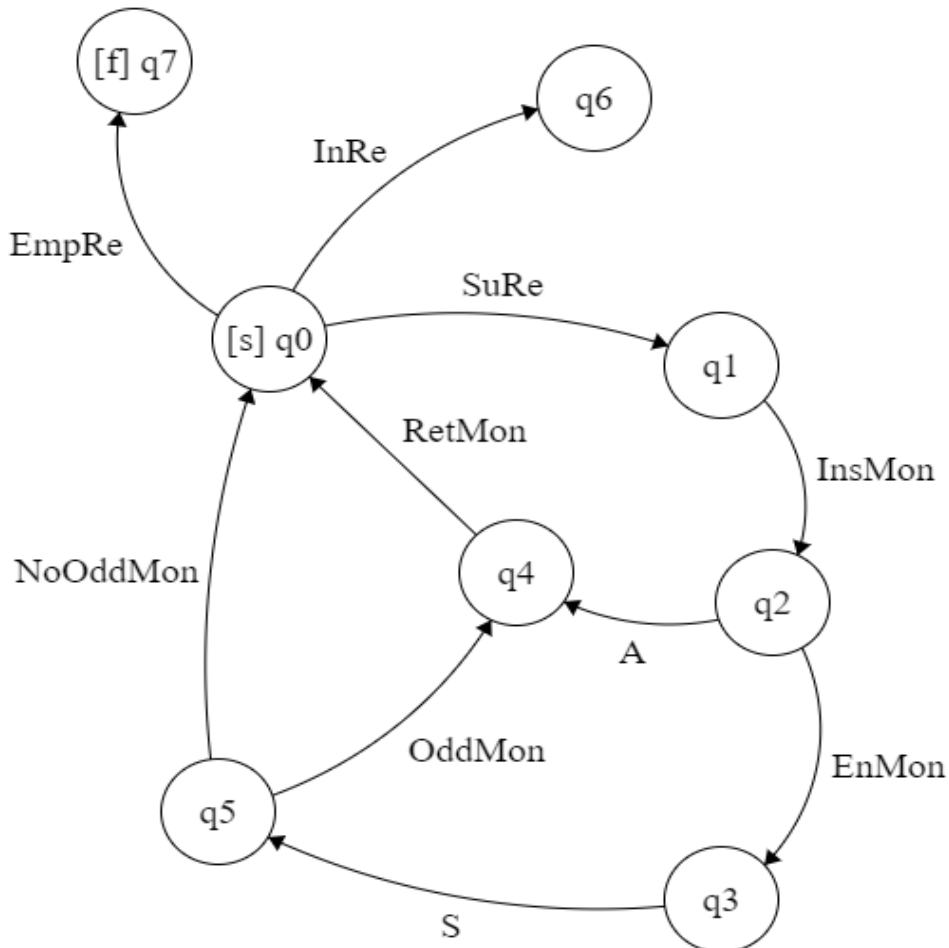 [f] q7
q6
InRe
EmpRe
SuRe
[s] q0
q1
RetMon
InsMon
NoOddMon
q4
q2
A
OddMon
EnMon
q5
q3
S